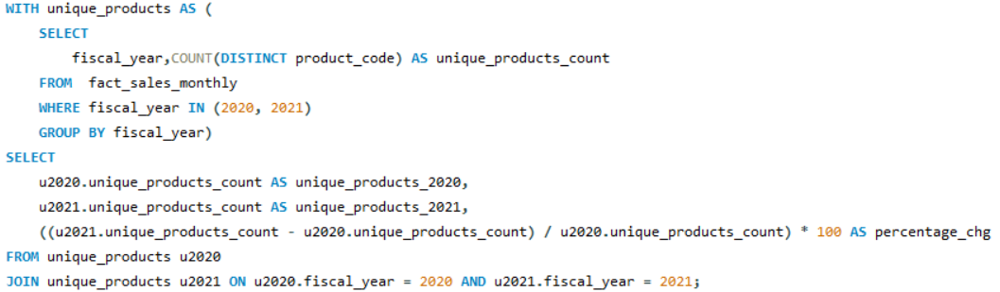 WITH unique_products AS (
    SELECT
        fiscal_year,COUNT(DISTINCT product_code) AS unique_products_count
    FROM  fact_sales_monthly
    WHERE fiscal_year IN (2020, 2021)
    GROUP BY fiscal_year)
SELECT
    u2020.unique_products_count AS unique_products_2020,
    u2021.unique_products_count AS unique_products_2021,
    ((u2021.unique_products_count - u2020.unique_products_count) / u2020.unique_products_count) * 100 AS percentage_chg
FROM unique_products u2020
JOIN unique_products u2021 ON u2020.fiscal_year = 2020 AND u2021.fiscal_year = 2021;